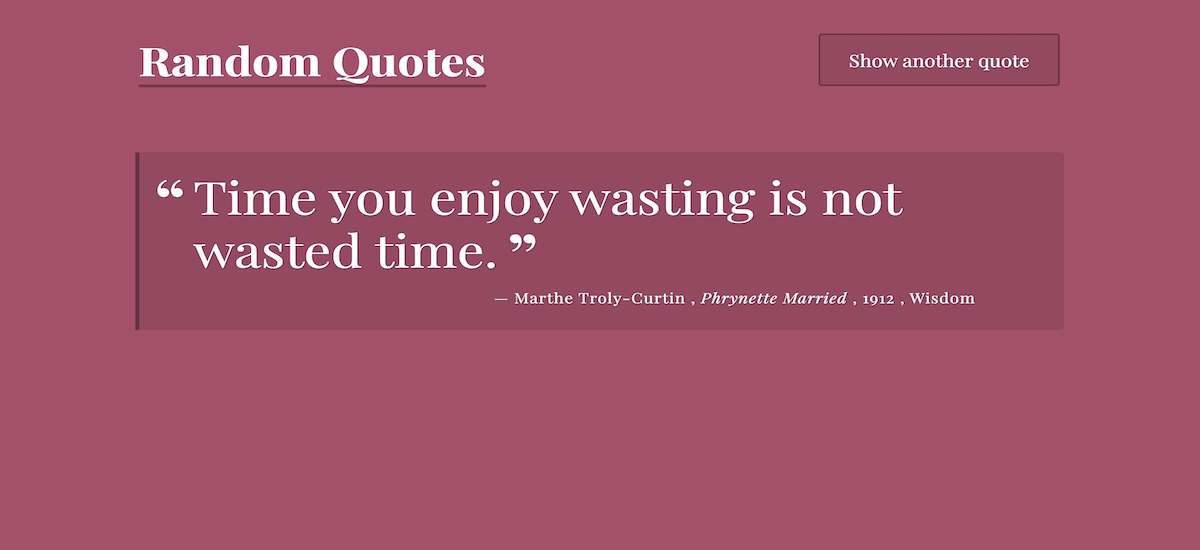 Random Quotes
Show another quote
“ Time you enjoy wasting is not
wasted time. ”
— Marthe Troly-Curtin , Phrynette Married , 1912 , Wisdom